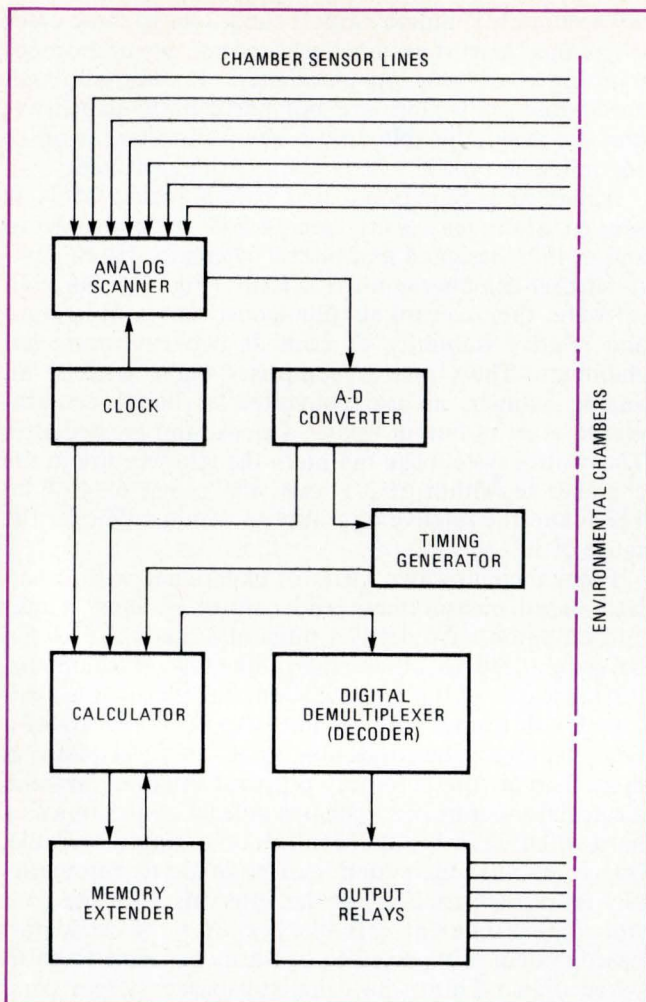 CHAMBER SENSOR LINES
ANALOG
SCANNER
CLOCK
A-D
CONVERTER
TIMING
GENERATOR
CALCULATOR
DIGITAL
DEMULTIPLEXER
(DECODER)
MEMORY
EXTENDER
OUTPUT
RELAYS
ENVIRONMENTAL CHAMBERS